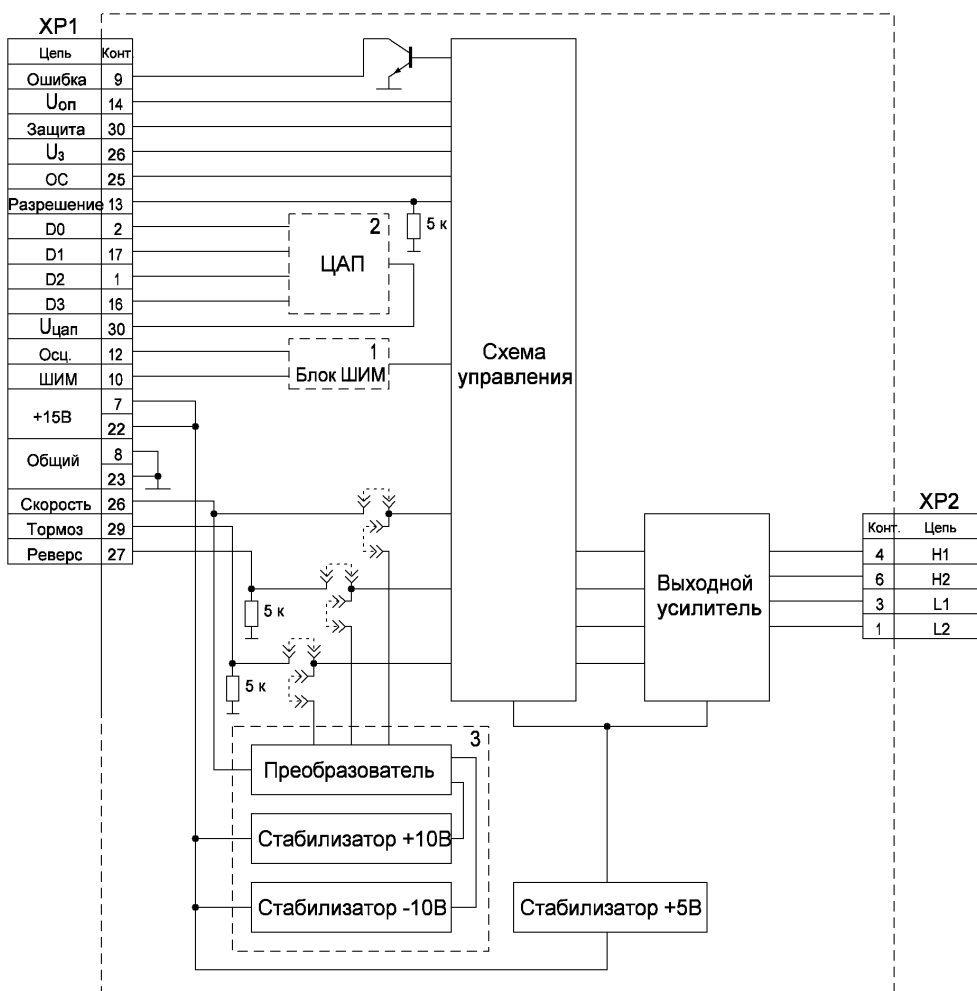 XP1
Цепь Конт.
Ошибка 9
Uоп 14
Защита 30
Uз 26
ОС 25
Разрешение 13
D0 2
D1 17
D2 1
D3 16
Uцап 30
Осц. 12
ШИМ 10
+15В 7
22
Общий 8
23
Скорость 26
Тормоз 29
Реверс 27
5 к
2
ЦАП
1
Блок ШИМ
Схема
управления
5 к
5 к
3
Преобразователь
Стабилизатор +10В
Стабилизатор -10В
Стабилизатор +5В
Выходной
усилитель
XP2
Конт. Цепь
4 H1
6 H2
3 L1
1 L2